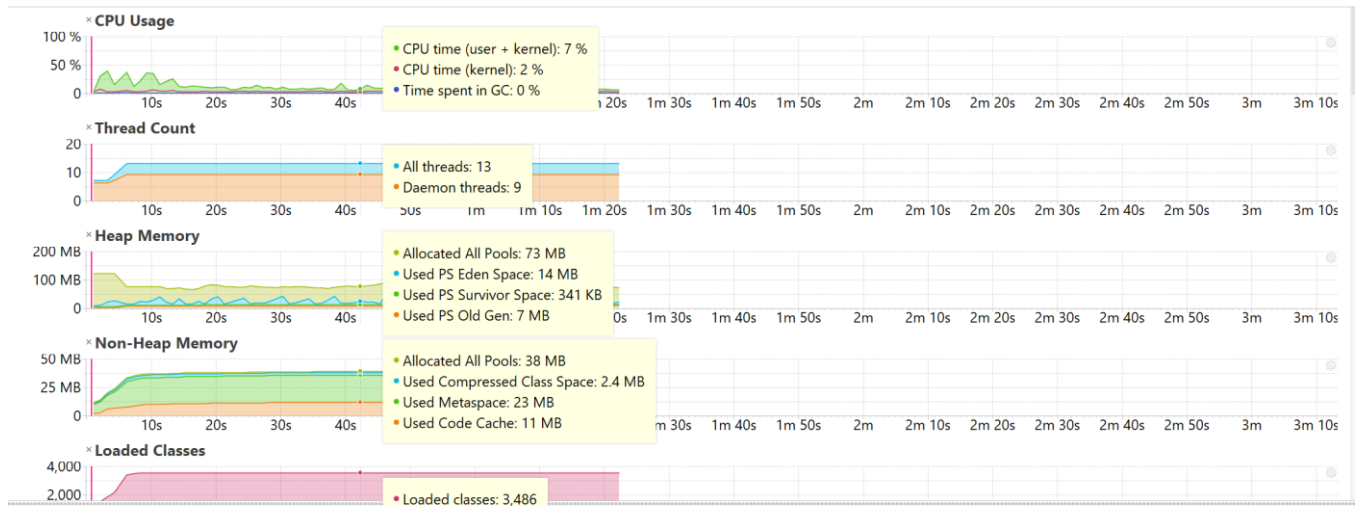 × CPU Usage
100 %
50 %
0
• CPU time (user + kernel): 7 %
• CPU time (kernel): 2 %
• Time spent in GC: 0 %
10s 20s 30s 40s n 20s 1m 30s 1m 40s 1m 50s 2m 2m 10s 2m 20s 2m 30s 2m 40s 2m 50s 3m 3m 10s
× Thread Count
20
10
0
• All threads: 13
• Daemon threads: 9
10s 20s 30s 40s 50s 1m 1m 10s 1m 20s 1m 30s 1m 40s 1m 50s 2m 2m 10s 2m 20s 2m 30s 2m 40s 2m 50s 3m 3m 10s
× Heap Memory
200 MB
100 MB
0
• Allocated All Pools: 73 MB
• Used PS Eden Space: 14 MB
• Used PS Survivor Space: 341 KB
• Used PS Old Gen: 7 MB
10s 20s 30s 40s 0s 1m 30s 1m 40s 1m 50s 2m 2m 10s 2m 20s 2m 30s 2m 40s 2m 50s 3m 3m 10s
× Non-Heap Memory
50 MB
25 MB
0
• Allocated All Pools: 38 MB
• Used Compressed Class Space: 2.4 MB
• Used Metaspace: 23 MB
• Used Code Cache: 11 MB
10s 20s 30s 40s m 30s 1m 40s 1m 50s 2m 2m 10s 2m 20s 2m 30s 2m 40s 2m 50s 3m 3m 10s
× Loaded Classes
4,000
2,000
• Loaded classes: 3,486